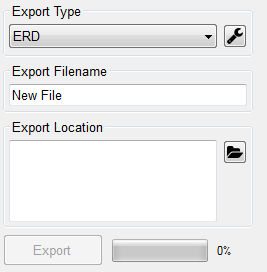 Export Type
ERD
Export Filename
New File
Export Location
Export 0%